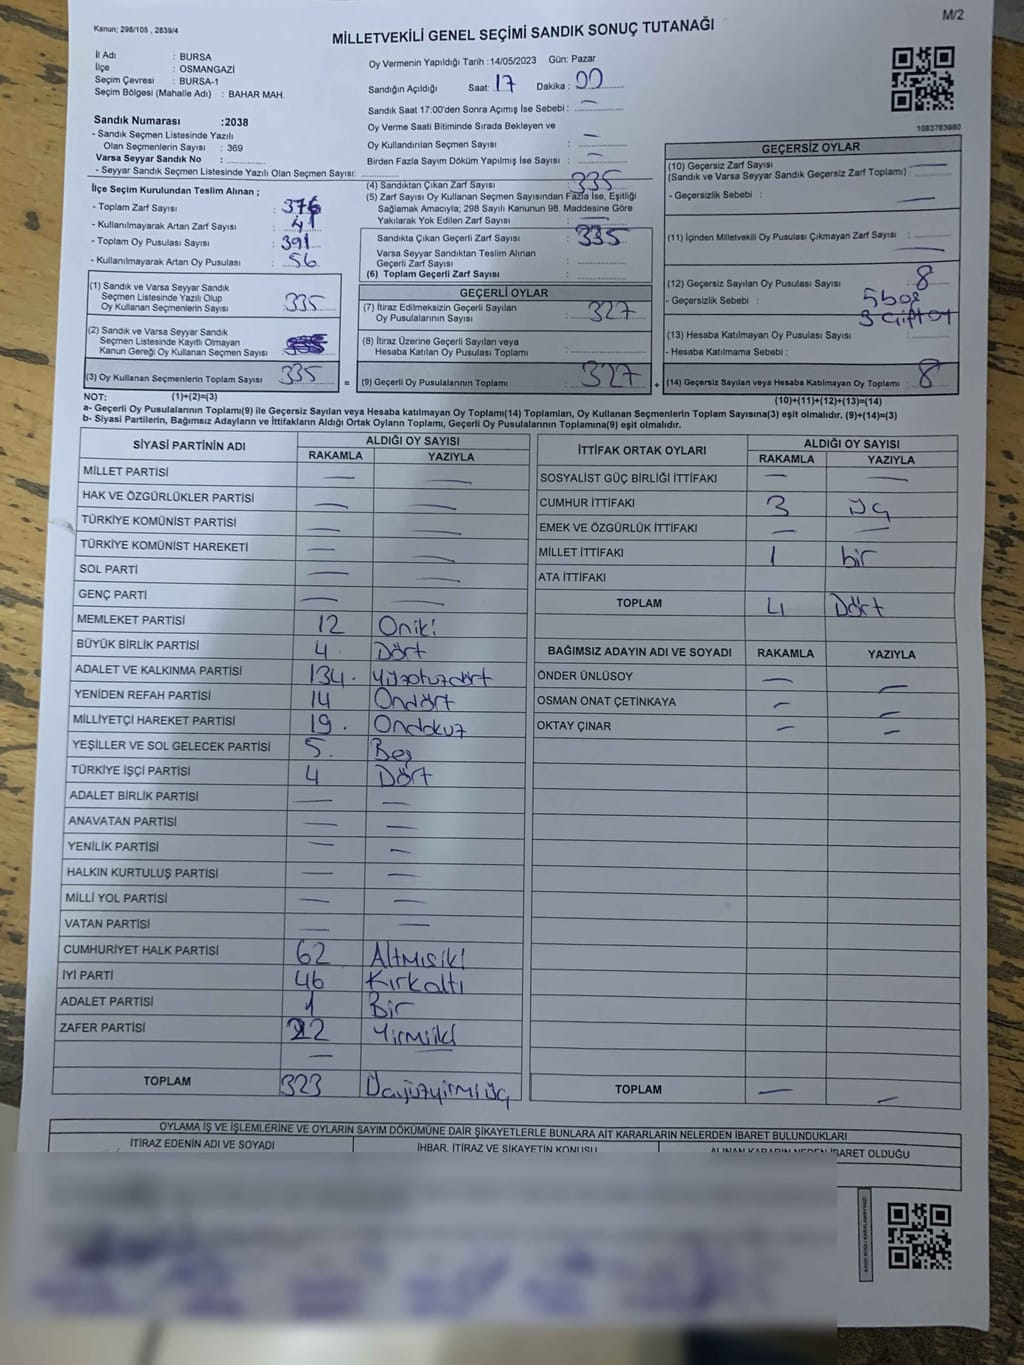 Kanun; 298/105 , 2839/4
MİLLETVEKİLİ GENEL SEÇİMİ SANDIK SONUÇ TUTANAĞI
M/2
İl Adı : BURSA
İlçe : OSMANGAZİ
Seçim Çevresi : BURSA-1
Seçim Bölgesi (Mahalle Adı) : BAHAR MAH.
Sandık Numarası :2038
- Sandık Seçmen Listesinde Yazılı
Olan Seçmenlerin Sayısı : 369
Varsa Seyyar Sandık No :
- Seyyar Sandık Seçmen Listesinde Yazılı Olan Seçmen Sayısı:
Oy Vermenin Yapıldığı Tarih :14/05/2023 Gün: Pazar
Sandığın Açıldığı Saat: 17 Dakika : 00
Sandık Saat 17:00'den Sonra Açımış İse Sebebi : —
Oy Verme Saati Bitiminde Sırada Bekleyen ve
Oy Kullandırılan Seçmen Sayısı : —
Birden Fazla Sayım Döküm Yapılmış İse Sayısı : —
1083763980
İlçe Seçim Kurulundan Teslim Alınan ;
- Toplam Zarf Sayısı : 376
- Kullanılmayarak Artan Zarf Sayısı : 41
- Toplam Oy Pusulası Sayısı : 391
- Kullanılmayarak Artan Oy Pusulası : 56
(1) Sandık ve Varsa Seyyar Sandık
Seçmen Listesinde Yazılı Olup
Oy Kullanan Seçmenlerin Sayısı : 335
(2) Sandık ve Varsa Seyyar Sandık
Seçmen Listesinde Kayıtlı Olmayan
Kanun Gereği Oy Kullanan Seçmen Sayısı :
(3) Oy Kullanan Seçmenlerin Toplam Sayısı : 335
(4) Sandıktan Çıkan Zarf Sayısı : 335
(5) Zarf Sayısı Oy Kullanan Seçmen Sayısından Fazla İse, Eşitliği
Sağlamak Amacıyla; 298 Sayılı Kanunun 98. Maddesine Göre
Yakılarak Yok Edilen Zarf Sayısı : —
Sandıkta Çıkan Geçerli Zarf Sayısı : 335
Varsa Seyyar Sandıktan Teslim Alınan
Geçerli Zarf Sayısı :
(6) Toplam Geçerli Zarf Sayısı :
GEÇERLİ OYLAR
(7) İtiraz Edilmeksizin Geçerli Sayılan
Oy Pusulalarının Sayısı : 327
(8) İtiraz Üzerine Geçerli Sayılan veya
Hesaba Katılan Oy Pusulası Toplamı :
= (9) Geçerli Oy Pusulalarının Toplamı : 327
GEÇERSİZ OYLAR
(10) Geçersiz Zarf Sayısı
(Sandık ve Varsa Seyyar Sandık Geçersiz Zarf Toplamı) : —
- Geçersizlik Sebebi : —
(11) İçinden Milletvekili Oy Pusulası Çıkmayan Zarf Sayısı : —
(12) Geçersiz Sayılan Oy Pusulası Sayısı : 8
- Geçersizlik Sebebi : 5 boş
3 Çift oy
(13) Hesaba Katılmayan Oy Pusulası Sayısı :
- Hesaba Katılmama Sebebi :
+ (14) Geçersiz Sayılan veya Hesaba Katılmayan Oy Toplamı : 8
NOT: (1)+(2)=(3)
(10)+(11)+(12)+(13)=(14)
a- Geçerli Oy Pusulalarının Toplamı(9) ile Geçersiz Sayılan veya Hesaba katılmayan Oy Toplamı(14) Toplamları, Oy Kullanan Seçmenlerin Toplam Sayısına(3) eşit olmalıdır. (9)+(14)=(3)
b- Siyasi Partilerin, Bağımsız Adayların ve İttifakların Aldığı Ortak Oyların Toplamı, Geçerli Oy Pusulalarının Toplamına(9) eşit olmalıdır.
SİYASİ PARTİNİN ADI ALDIĞI OY SAYISI
RAKAMLA YAZIYLA
MİLLET PARTİSİ — —
HAK VE ÖZGÜRLÜKLER PARTİSİ — —
TÜRKİYE KOMÜNİST PARTİSİ — —
TÜRKİYE KOMÜNİST HAREKETİ — —
SOL PARTİ — —
GENÇ PARTİ — —
MEMLEKET PARTİSİ 12 Oniki
BÜYÜK BİRLİK PARTİSİ 4 Dört
ADALET VE KALKINMA PARTİSİ 134 yüzotuzdört
YENİDEN REFAH PARTİSİ 14 Ondört
MİLLİYETÇİ HAREKET PARTİSİ 19 Ondokuz
YEŞİLLER VE SOL GELECEK PARTİSİ 5 Beş
TÜRKİYE İŞÇİ PARTİSİ 4 Dört
ADALET BİRLİK PARTİSİ — —
ANAVATAN PARTİSİ — —
YENİLİK PARTİSİ — —
HALKIN KURTULUŞ PARTİSİ — —
MİLLİ YOL PARTİSİ — —
VATAN PARTİSİ — —
CUMHURİYET HALK PARTİSİ 62 Altmışiki
İYİ PARTİ 46 Kırkaltı
ADALET PARTİSİ 1 Bir
ZAFER PARTİSİ 22 Yirmiiki
—
TOPLAM 323 Üçyüzyirmiüç
İTTİFAK ORTAK OYLARI ALDIĞI OY SAYISI
RAKAMLA YAZIYLA
SOSYALİST GÜÇ BİRLİĞİ İTTİFAKI — —
CUMHUR İTTİFAKI 3 üç
EMEK VE ÖZGÜRLÜK İTTİFAKI — —
MİLLET İTTİFAKI 1 bir
ATA İTTİFAKI
TOPLAM 4 Dört
BAĞIMSIZ ADAYIN ADI VE SOYADI RAKAMLA YAZIYLA
ÖNDER ÜNLÜSOY — —
OSMAN ONAT ÇETİNKAYA — —
OKTAY ÇINAR — —
TOPLAM — —
OYLAMA İŞ VE İŞLEMLERİNE VE OYLARIN SAYIM DÖKÜMÜNE DAİR ŞİKAYETLERLE BUNLARA AİT KARARLARIN NELERDEN İBARET BULUNDUKLARI
İTİRAZ EDENİN ADI VE SOYADI İHBAR, İTİRAZ VE ŞİKAYETİN KONUSU ALINAN KARARIN NEDEN İBARET OLDUĞU